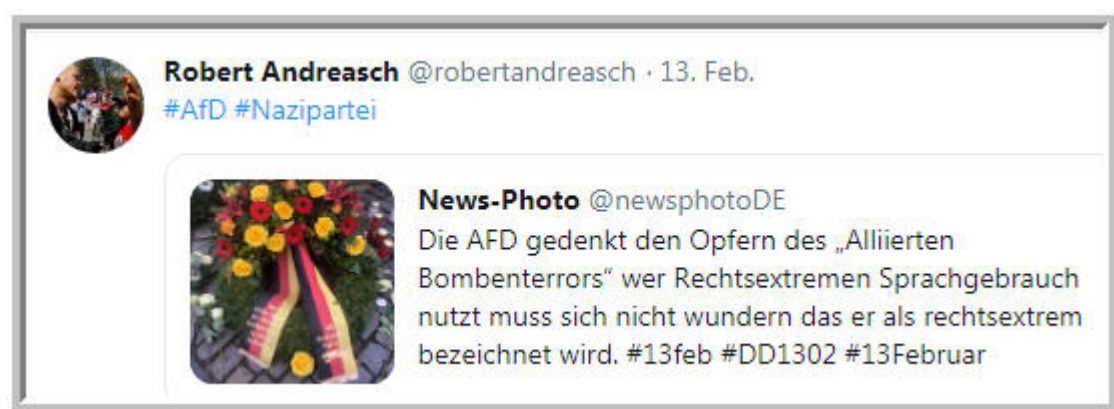 Robert Andreasch @robertandreasch · 13. Feb.
#AfD #Nazipartei
News-Photo @newsphotoDE
Die AFD gedenkt den Opfern des „Alliierten
Bombenterrors“ wer Rechtsextremen Sprachgebrauch
nutzt muss sich nicht wundern das er als rechtsextrem
bezeichnet wird. #13feb #DD1302 #13Februar